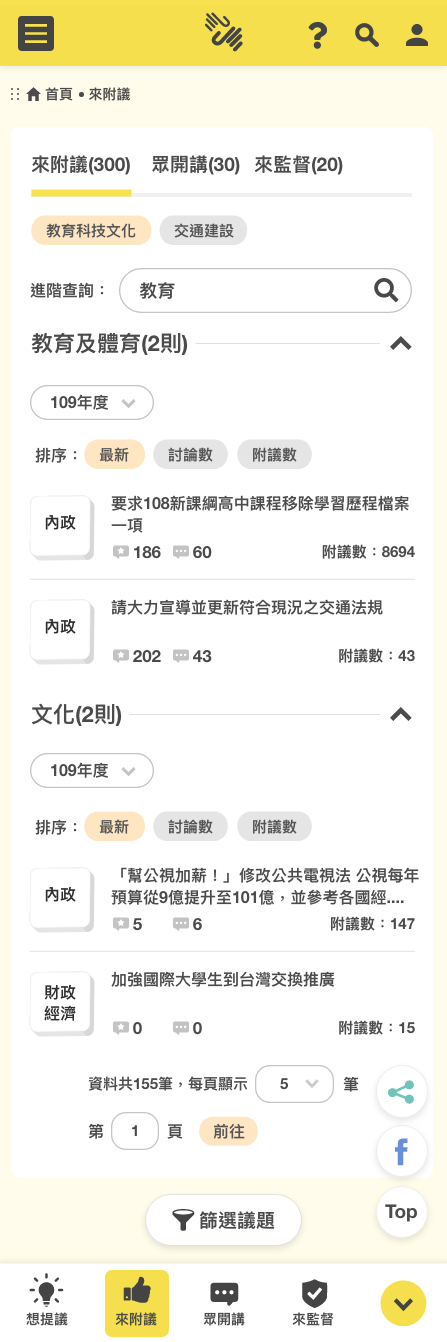 首頁•來附議
來附議(300) 眾開講(30) 來監督(20)
教育科技文化 交通建設
進階查詢： 教育
教育及體育(2則)
109年度
排序： 最新 討論數 附議數
內政
要求108新課綱高中課程移除學習歷程檔案
一項
186 60 附議數：8694
內政
請大力宣導並更新符合現況之交通法規
202 43 附議數：43
文化(2則)
109年度
排序： 最新 討論數 附議數
內政
「幫公視加薪！」修改公共電視法 公視每年
預算從9億提升至101億，並參考各國經....
5 6 附議數：147
財政
經濟
加強國際大學生到台灣交換推廣
0 0 附議數：15
資料共155筆，每頁顯示 5 筆
第 1 頁 前往
Top
篩選議題
想提議 來附議 眾開講 來監督